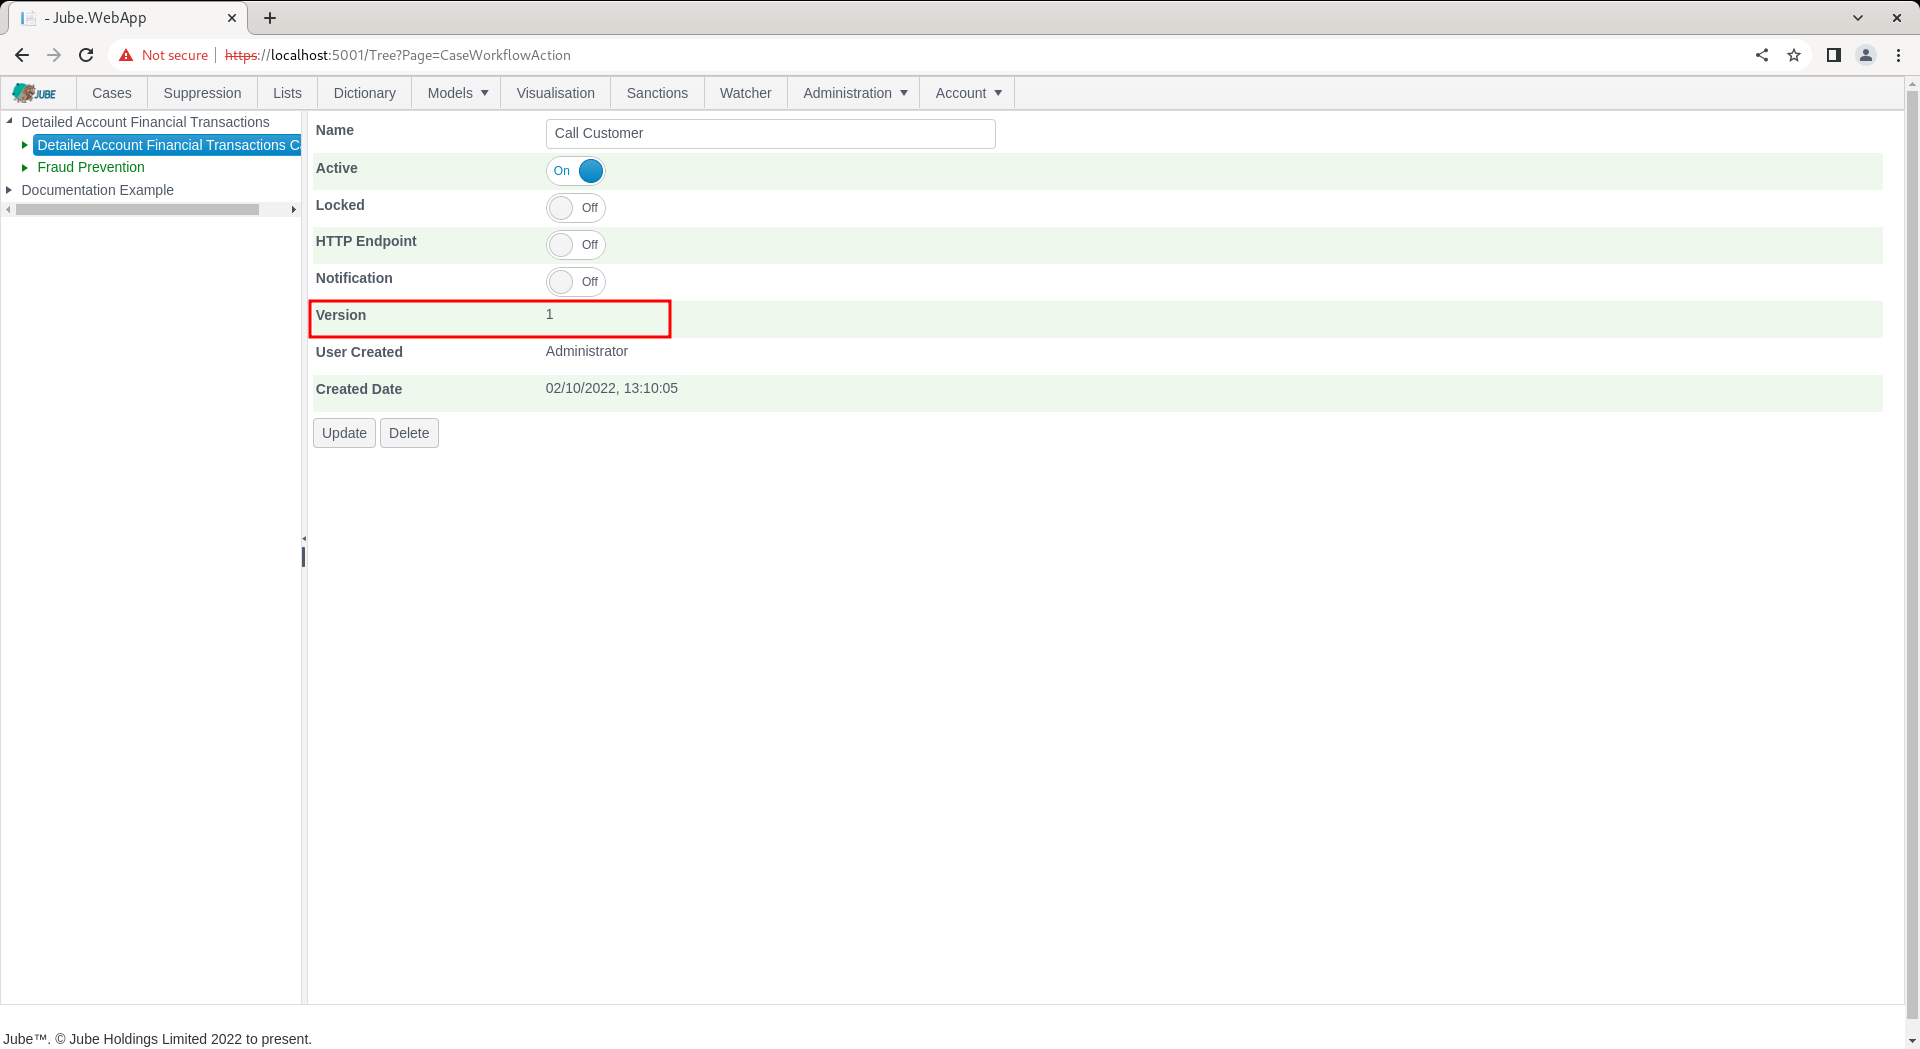 - Jube.WebApp
Not secure https://localhost:5001/Tree?Page=CaseWorkflowAction
JUBE Cases Suppression Lists Dictionary Models Visualisation Sanctions Watcher Administration Account
Detailed Account Financial Transactions
Detailed Account Financial Transactions C
Fraud Prevention
Documentation Example
Name Call Customer
Active On
Locked Off
HTTP Endpoint Off
Notification Off
Version 1
User Created Administrator
Created Date 02/10/2022, 13:10:05
Update Delete
Jube™. © Jube Holdings Limited 2022 to present.